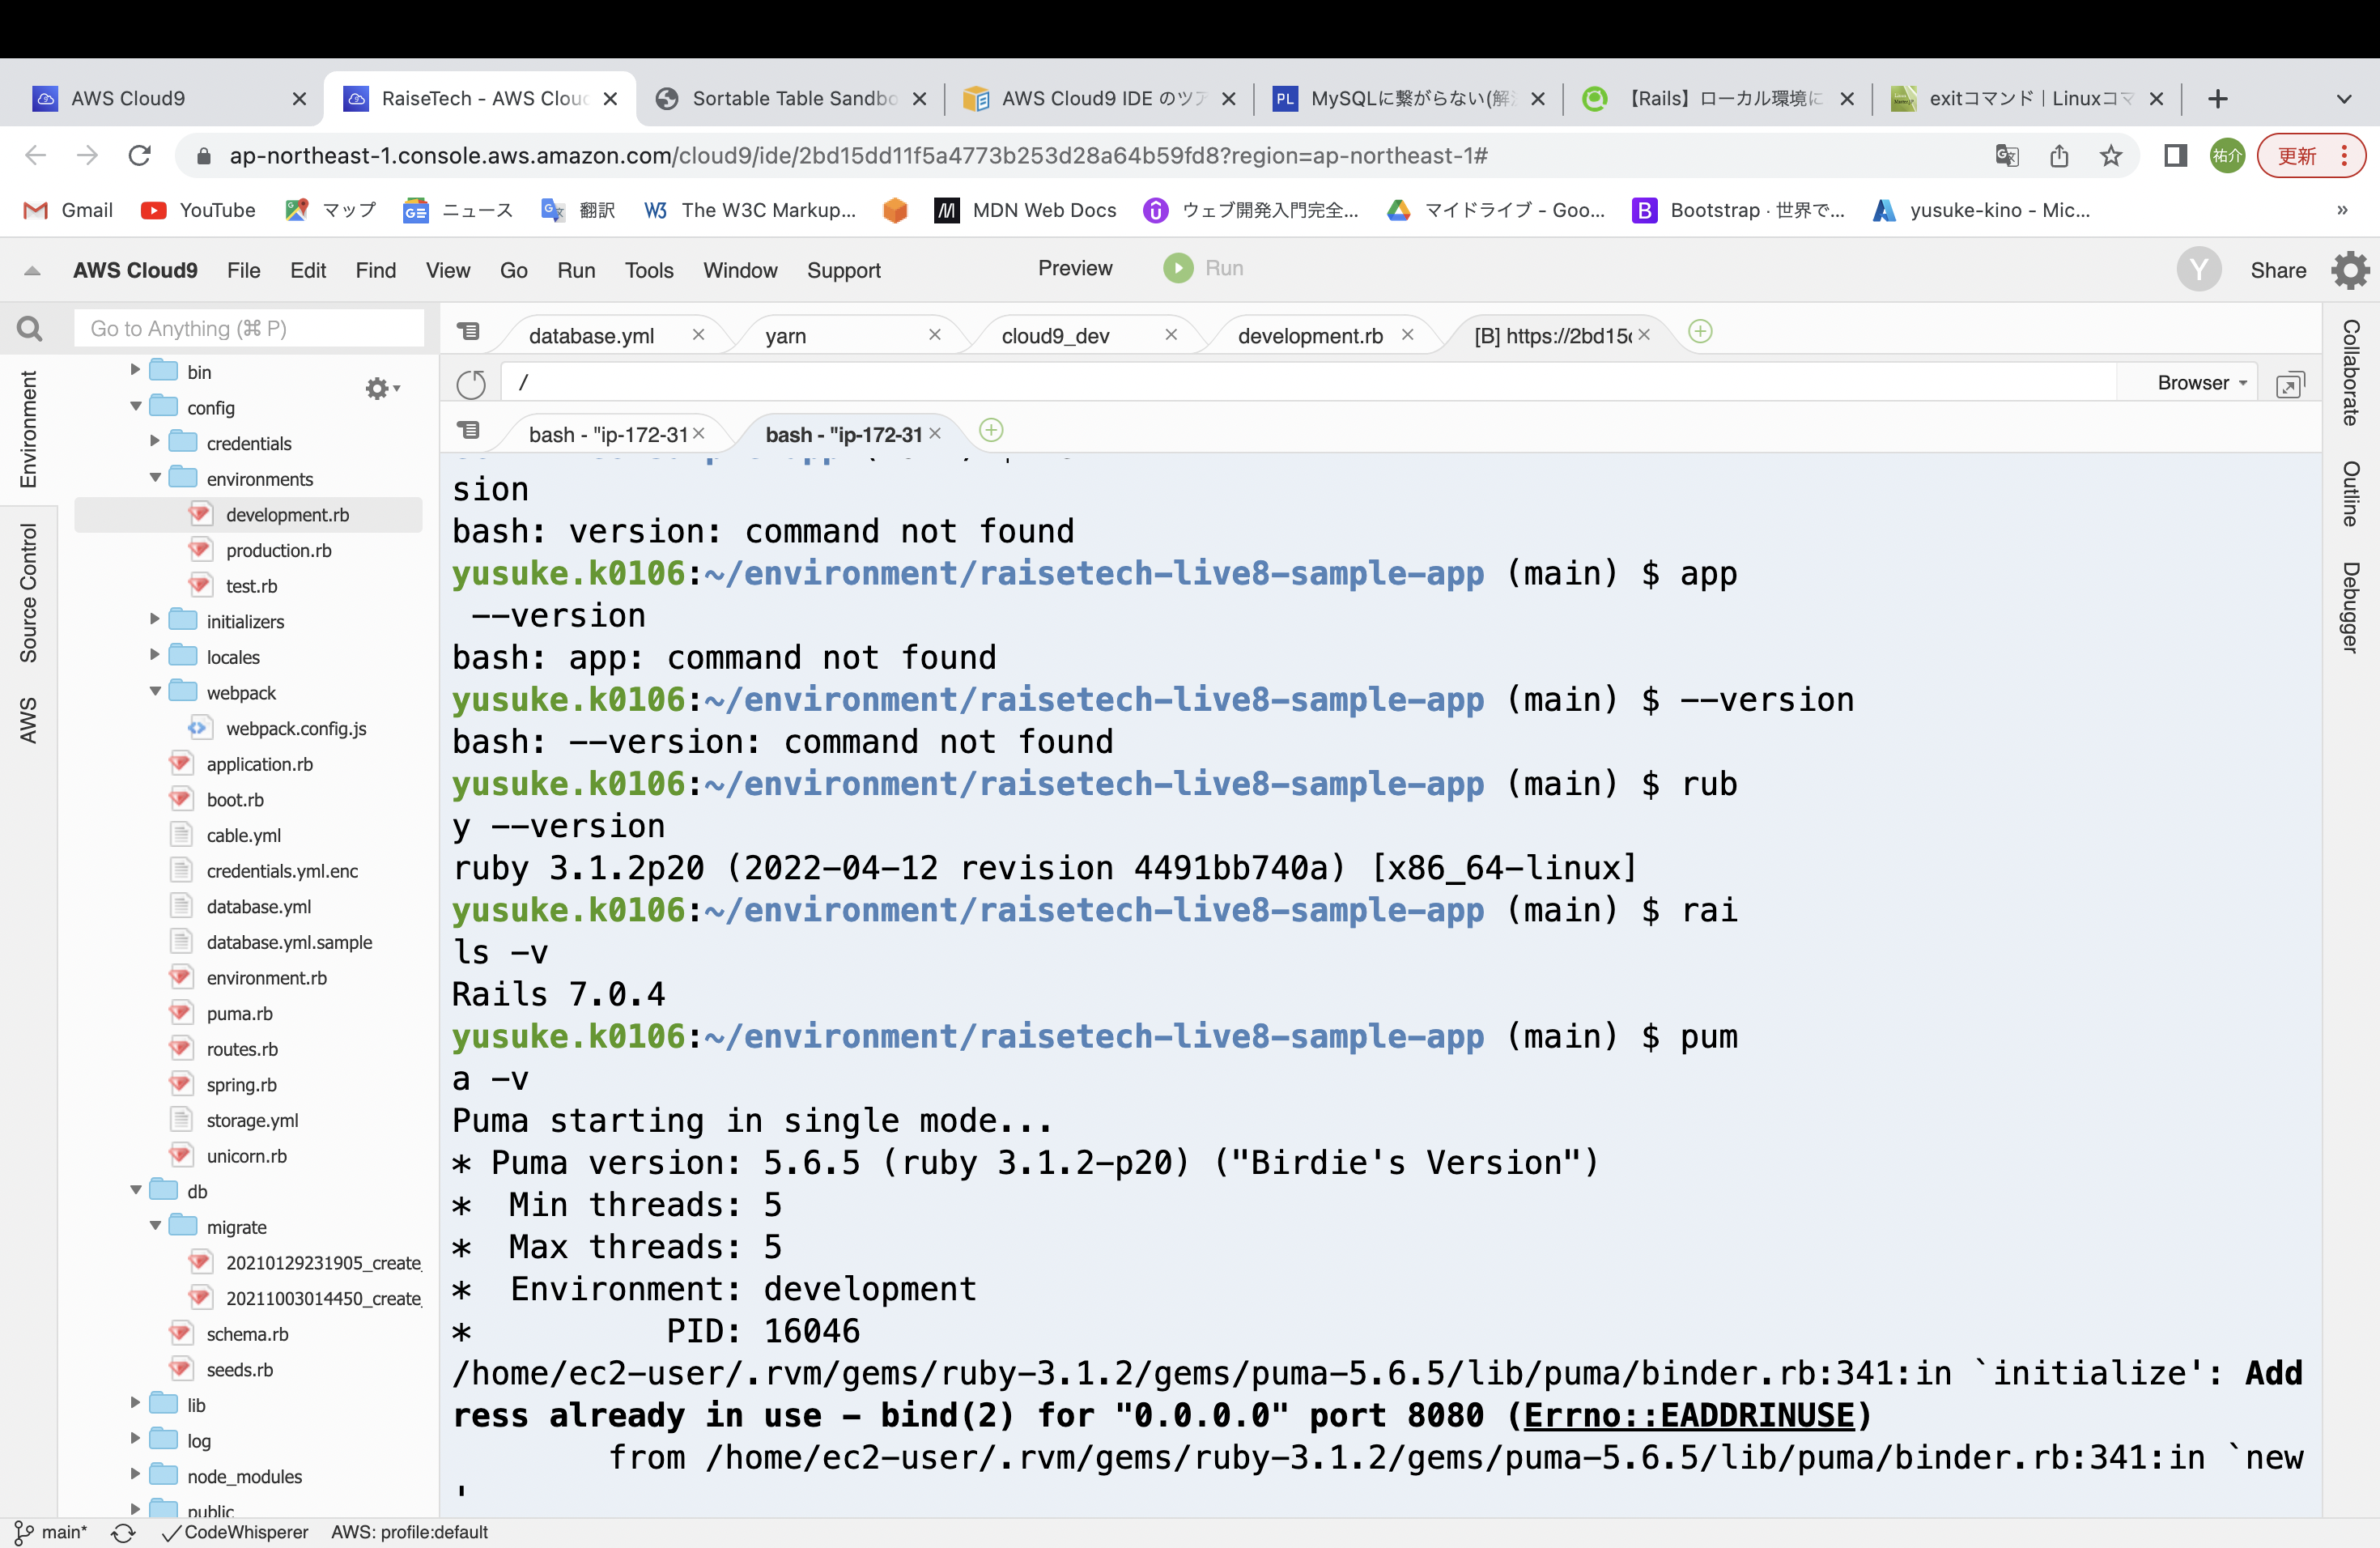 AWS Cloud9
RaiseTech - AWS Clou
Sortable Table Sandbo
AWS Cloud9 IDE のツア
PL MySQLに繋がらない(解
【Rails】ローカル環境に
exitコマンド｜Linuxコマ
ap-northeast-1.console.aws.amazon.com/cloud9/ide/2bd15dd11f5a4773b253d28a64b59fd8?region=ap-northeast-1#
祐介
更新
Gmail
YouTube
マップ
ニュース
翻訳
The W3C Markup...
MDN Web Docs
ウェブ開発入門完全...
マイドライブ - Goo...
Bootstrap · 世界で...
yusuke-kino - Mic...
»
AWS Cloud9 File Edit Find View Go Run Tools Window Support
Preview
Run
Y
Share
Go to Anything (⌘ P)
database.yml
yarn
cloud9_dev
development.rb
[B] https://2bd15
/
Browser
bash - "ip-172-31
bash - "ip-172-31
Environment
Source Control
AWS
Collaborate
Outline
Debugger
bin
config
credentials
environments
development.rb
production.rb
test.rb
initializers
locales
webpack
webpack.config.js
application.rb
boot.rb
cable.yml
credentials.yml.enc
database.yml
database.yml.sample
environment.rb
puma.rb
routes.rb
spring.rb
storage.yml
unicorn.rb
db
migrate
20210129231905_create_
20211003014450_create_
schema.rb
seeds.rb
lib
log
node_modules
public
sion
bash: version: command not found
yusuke.k0106:~/environment/raisetech-live8-sample-app (main) $ app
--version
bash: app: command not found
yusuke.k0106:~/environment/raisetech-live8-sample-app (main) $ --version
bash: --version: command not found
yusuke.k0106:~/environment/raisetech-live8-sample-app (main) $ rub
y --version
ruby 3.1.2p20 (2022-04-12 revision 4491bb740a) [x86_64-linux]
yusuke.k0106:~/environment/raisetech-live8-sample-app (main) $ rai
ls -v
Rails 7.0.4
yusuke.k0106:~/environment/raisetech-live8-sample-app (main) $ pum
a -v
Puma starting in single mode...
* Puma version: 5.6.5 (ruby 3.1.2-p20) ("Birdie's Version")
*  Min threads: 5
*  Max threads: 5
*  Environment: development
*          PID: 16046
/home/ec2-user/.rvm/gems/ruby-3.1.2/gems/puma-5.6.5/lib/puma/binder.rb:341:in `initialize': Add
ress already in use - bind(2) for "0.0.0.0" port 8080 (Errno::EADDRINUSE)
from /home/ec2-user/.rvm/gems/ruby-3.1.2/gems/puma-5.6.5/lib/puma/binder.rb:341:in `new
'
main*
CodeWhisperer
AWS: profile:default